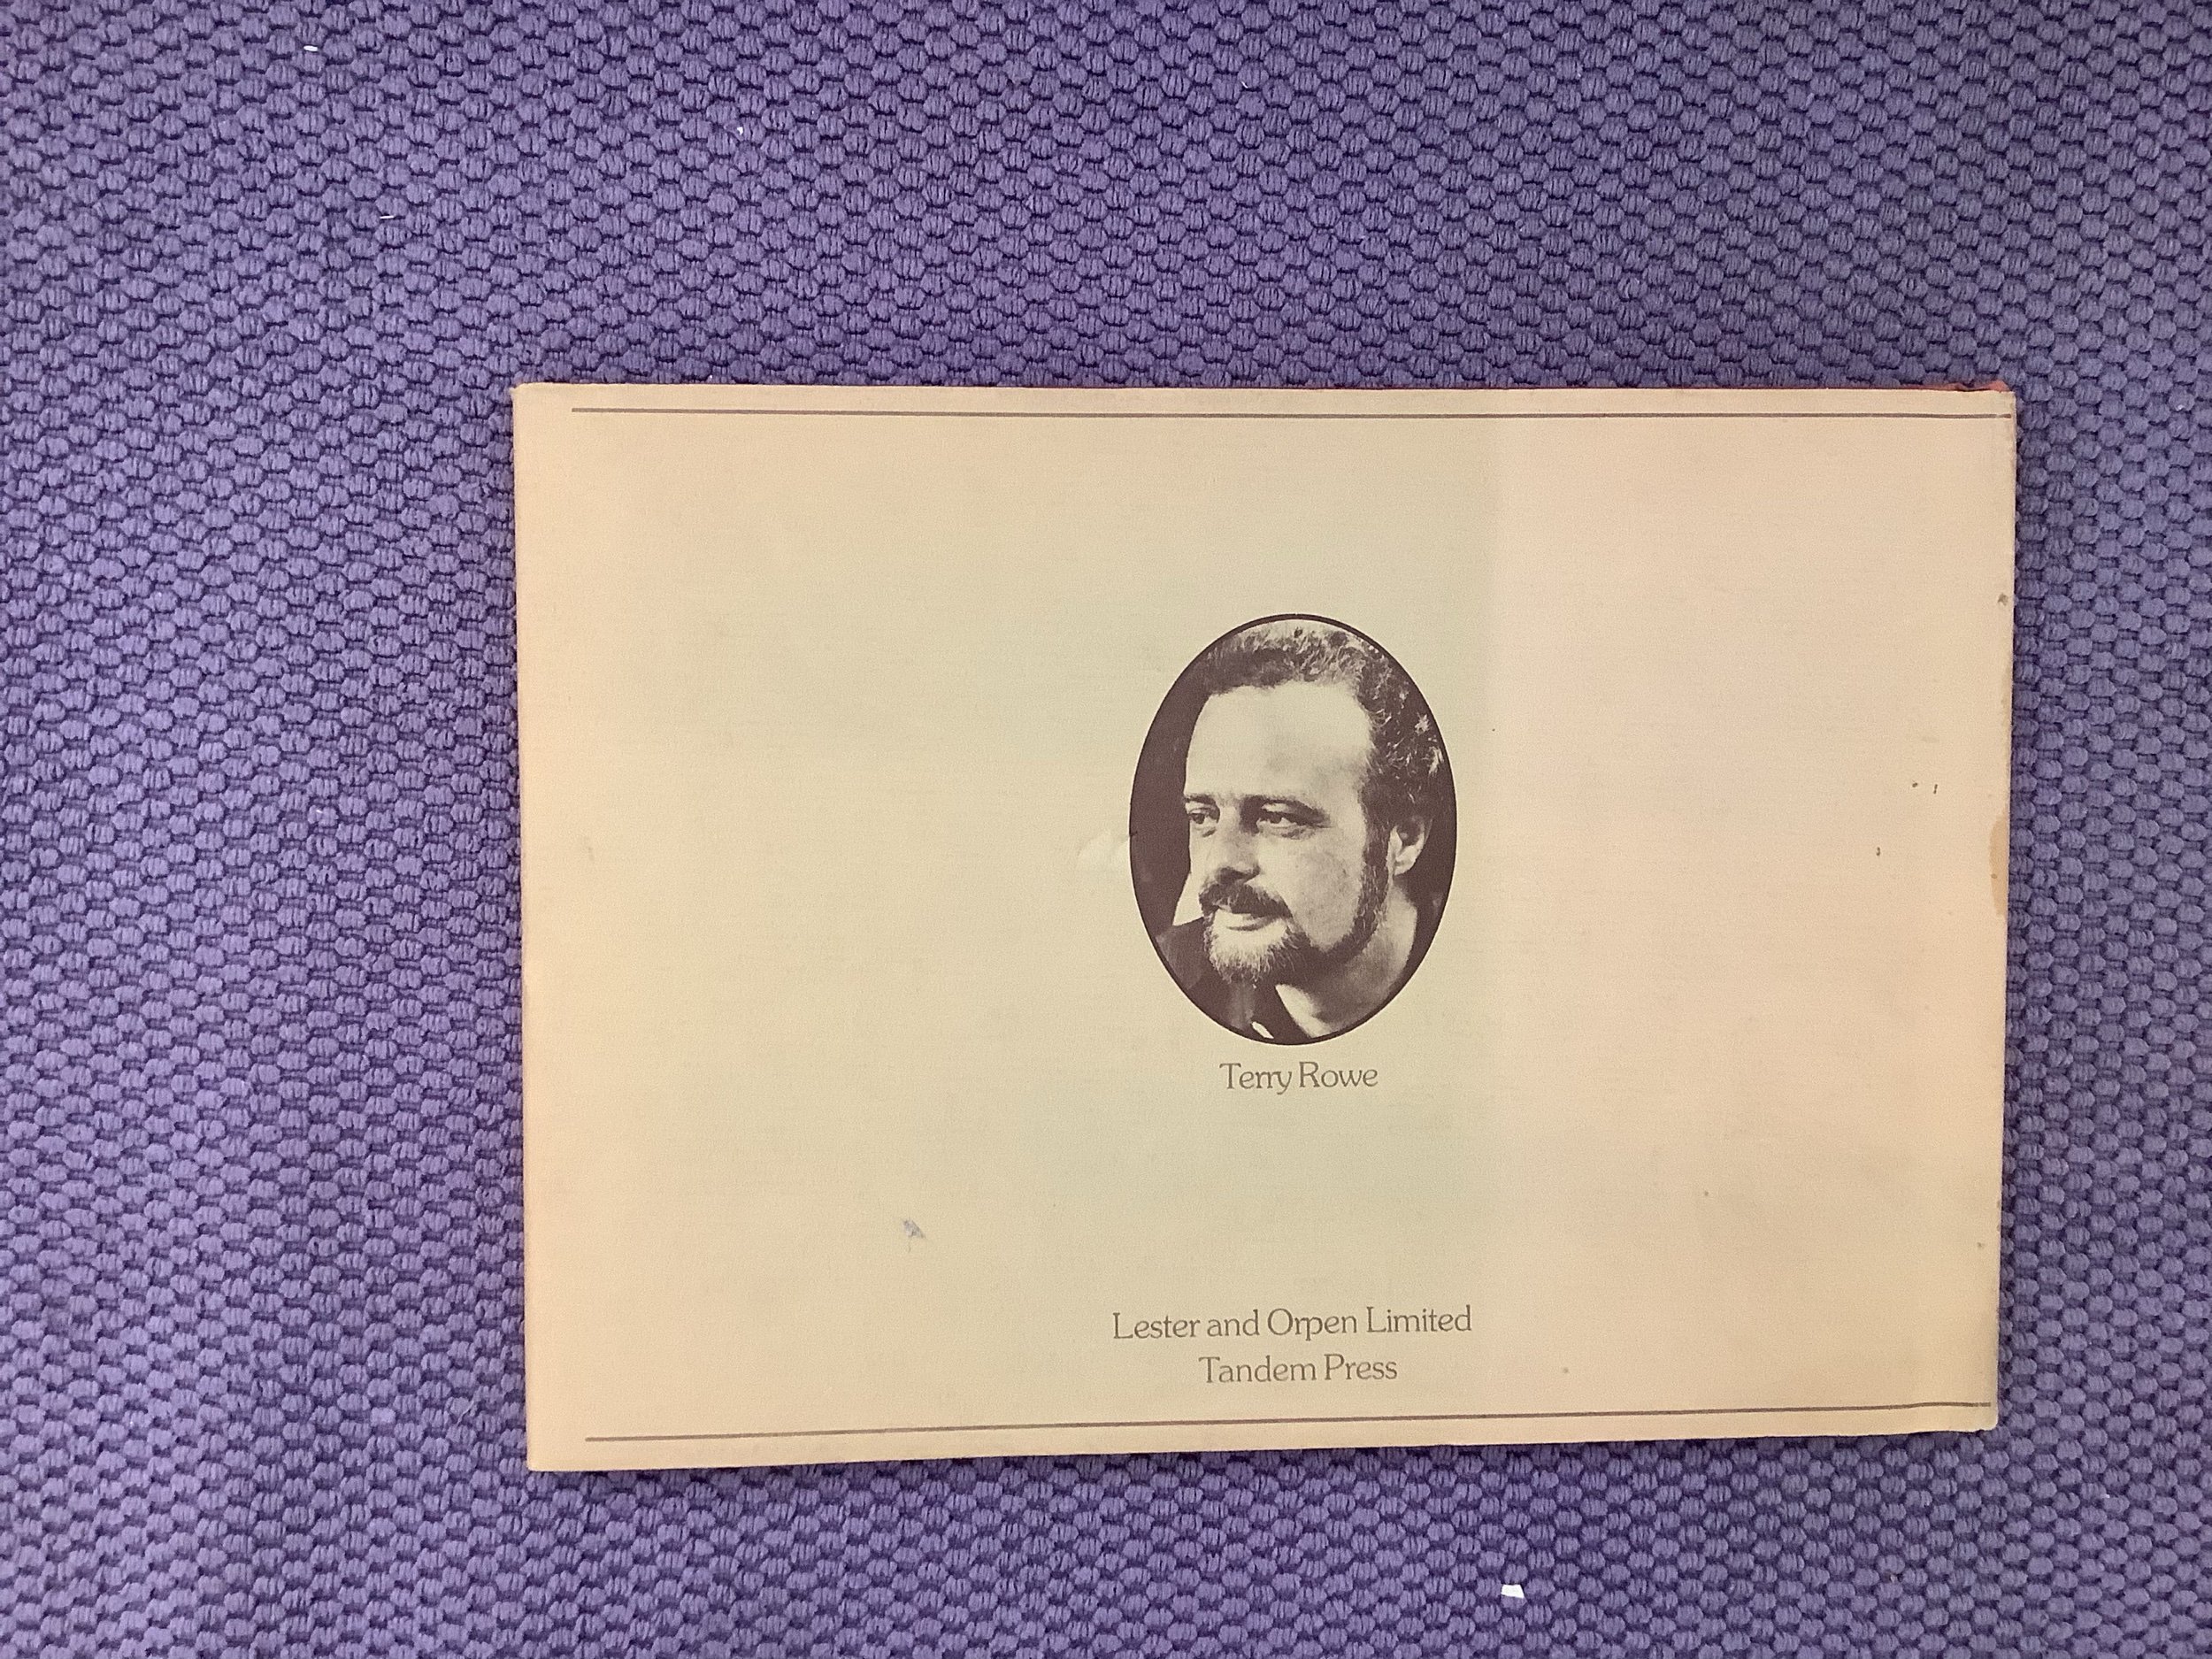 Terry Rowe
Lester and Orpen Limited
Tandem Press